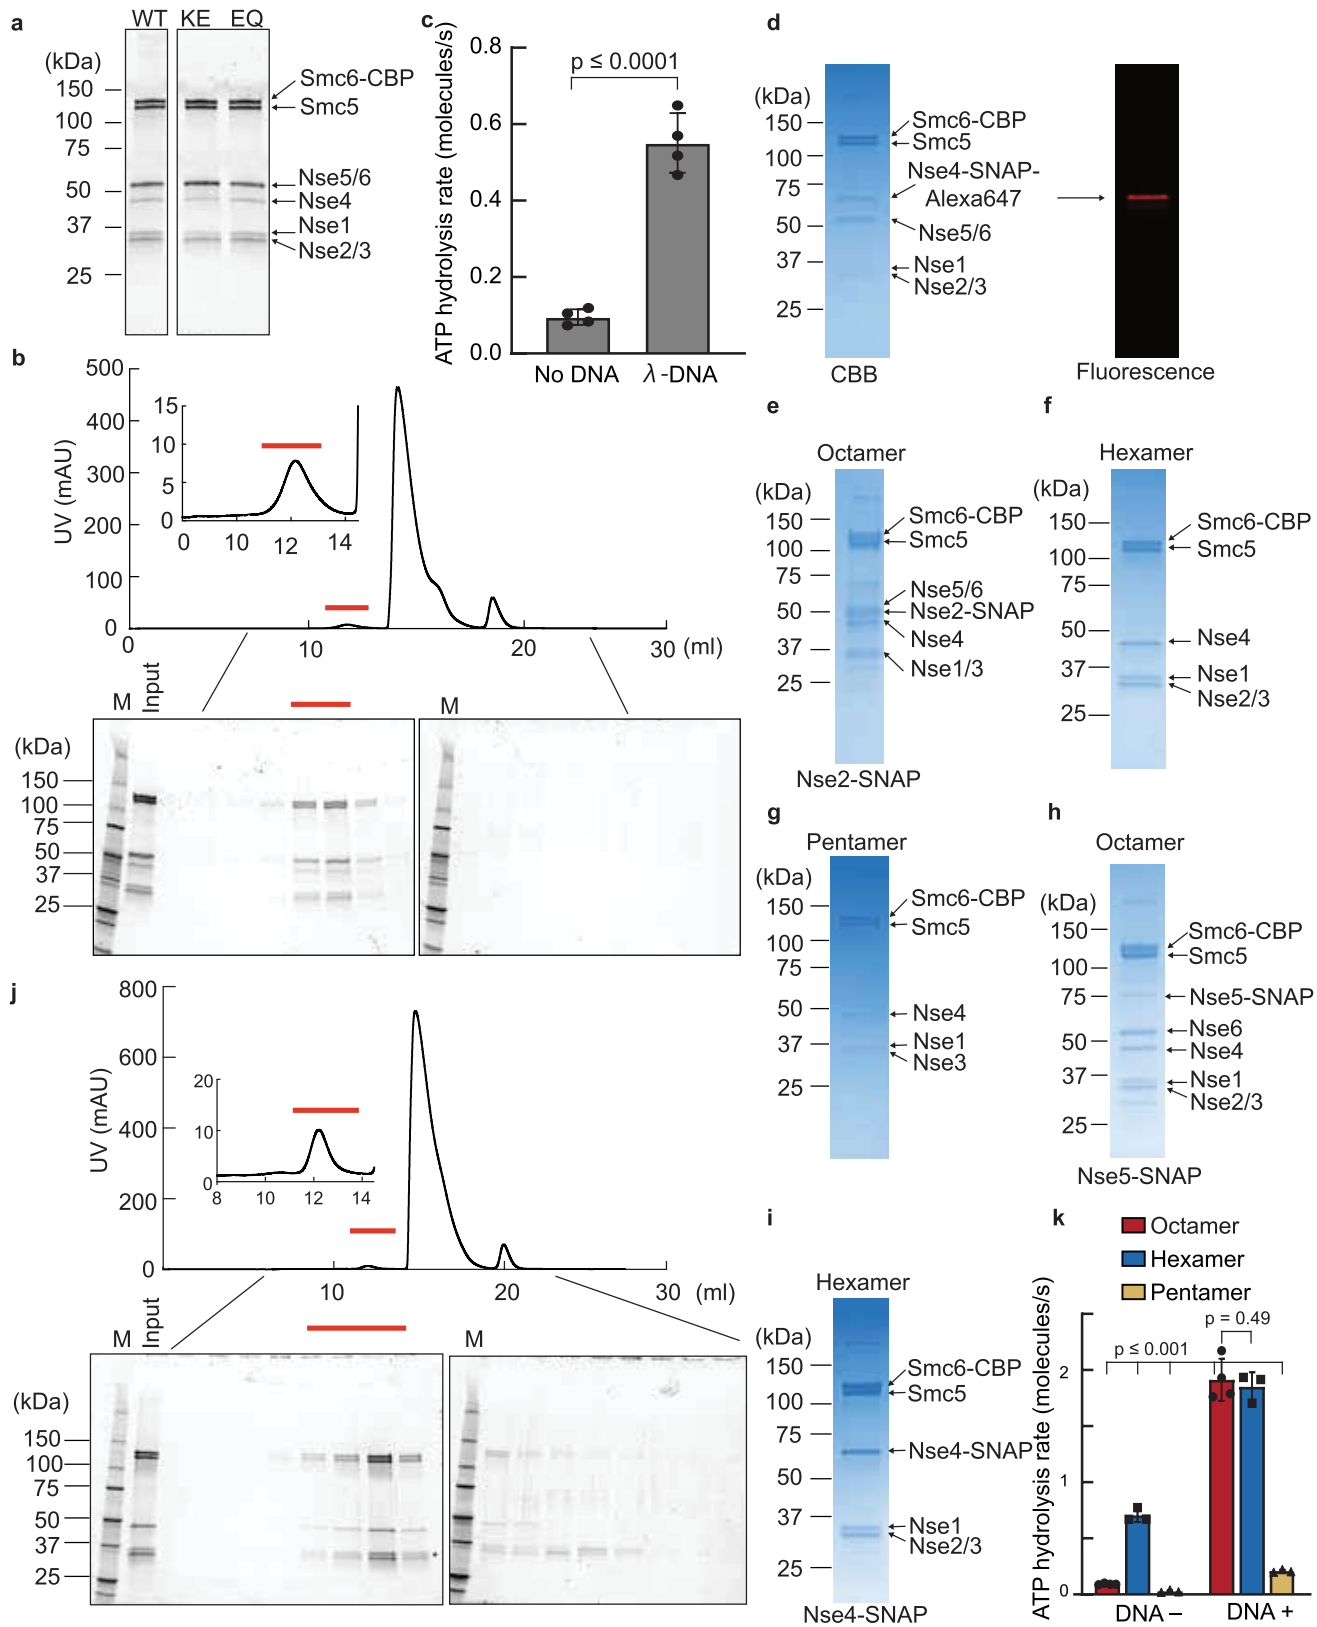 a
WT KE EQ
(kDa)
150
100
75
50
37
25
Smc6-CBP
Smc5
Nse5/6
Nse4
Nse1
Nse2/3
c
ATP hydrolysis rate (molecules/s)
0.8
0.6
0.4
0.2
0.0
p ≤ 0.0001
No DNA
λ-DNA
d
(kDa)
150
100
75
50
37
25
Smc6-CBP
Smc5
Nse4-SNAP-
Alexa647
Nse5/6
Nse1
Nse2/3
CBB
Fluorescence
b
UV (mAU)
500
400
300
200
100
0
15
10
5
0
0 10 12 14
0 10 20 30 (ml)
M Input
M
(kDa)
150
100
75
50
37
25
e
Octamer
(kDa)
150
100
75
50
37
25
Smc6-CBP
Smc5
Nse5/6
Nse2-SNAP
Nse4
Nse1/3
Nse2-SNAP
f
Hexamer
(kDa)
150
100
75
50
37
25
Smc6-CBP
Smc5
Nse4
Nse1
Nse2/3
g
Pentamer
(kDa)
150
100
75
50
37
25
Smc6-CBP
Smc5
Nse4
Nse1
Nse3
h
Octamer
(kDa)
150
100
75
50
37
25
Smc6-CBP
Smc5
Nse5-SNAP
Nse6
Nse4
Nse1
Nse2/3
Nse5-SNAP
j
UV (mAU)
800
600
400
200
0
20
10
0
8 10 12 14
10 20 30
(ml)
M Input
M
(kDa)
150
100
75
50
37
25
*
i
Hexamer
(kDa)
150
100
75
50
37
25
Smc6-CBP
Smc5
Nse4-SNAP
Nse1
Nse2/3
Nse4-SNAP
k
Octamer
Hexamer
Pentamer
ATP hydrolysis rate (molecules/s)
p = 0.49
p ≤ 0.001
2
1
0
DNA −
DNA +